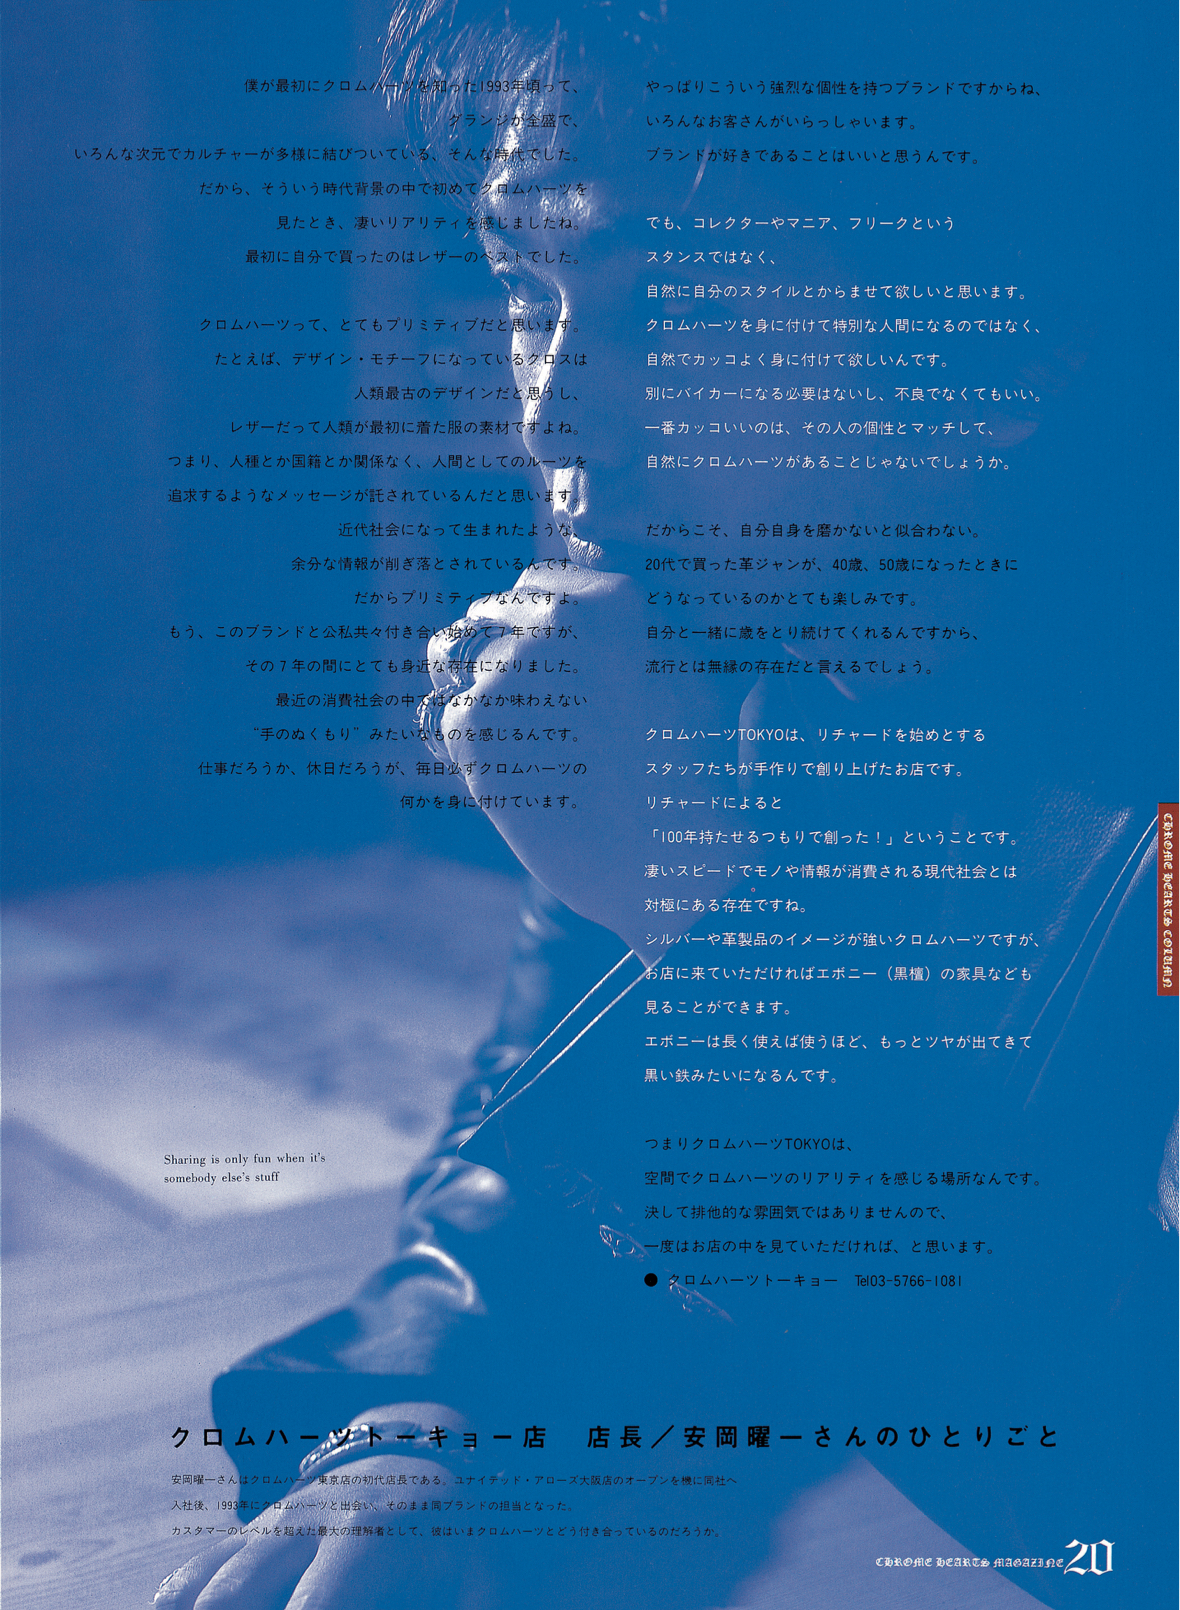 僕が最初にクロムハーツを知った1993年頃って、
グランジが全盛で、
いろんな次元でカルチャーが多様に結びついている、そんな時代でした。
だから、そういう時代背景の中で初めてクロムハーツを
見たとき、凄いリアリティを感じましたね。
最初に自分で買ったのはレザーのベストでした。
クロムハーツって、とてもプリミティブだと思います。
たとえば、デザイン・モチーフになっているクロスは
人類最古のデザインだと思うし、
レザーだって人類が最初に着た服の素材ですよね。
つまり、人種とか国籍とか関係なく、人間としてのルーツを
追求するようなメッセージが託されているんだと思います。
近代社会になって生まれたような、
余分な情報が削ぎ落とされているんです。
だからプリミティブなんですよ。
もう、このブランドと公私共々付き合い始めて7年ですが、
その7年の間にとても身近な存在になりました。
最近の消費社会の中ではなかなか味わえない
“手のぬくもり”みたいなものを感じるんです。
仕事だろうか、休日だろうが、毎日必ずクロムハーツの
何かを身に付けています。
やっぱりこういう強烈な個性を持つブランドですからね、
いろんなお客さんがいらっしゃいます。
ブランドが好きであることはいいと思うんです。
でも、コレクターやマニア、フリークという
スタンスではなく、
自然に自分のスタイルとからませて欲しいと思います。
クロムハーツを身に付けて特別な人間になるのではなく、
自然でカッコよく身に付けて欲しいんです。
別にバイカーになる必要はないし、不良でなくてもいい。
一番カッコいいのは、その人の個性とマッチして、
自然にクロムハーツがあることじゃないでしょうか。
だからこそ、自分自身を磨かないと似合わない。
20代で買った革ジャンが、40歳、50歳になったときに
どうなっているのかとても楽しみです。
自分と一緒に歳をとり続けてくれるんですから、
流行とは無縁の存在だと言えるでしょう。
クロムハーツTOKYOは、リチャードを始めとする
スタッフたちが手作りで創り上げたお店です。
リチャードによると
「100年持たせるつもりで創った！」ということです。
凄いスピードでモノや情報が消費される現代社会とは
対極にある存在ですね。
シルバーや革製品のイメージが強いクロムハーツですが、
お店に来ていただければエボニー（黒檀）の家具なども
見ることができます。
エボニーは長く使えば使うほど、もっとツヤが出てきて
黒い鉄みたいになるんです。
つまりクロムハーツTOKYOは、
空間でクロムハーツのリアリティを感じる場所なんです。
決して排他的な雰囲気ではありませんので、
一度はお店の中を見ていただければ、と思います。
● クロムハーツトーキョー　Tel03-5766-1081
CHROME HEARTS COLUMN
Sharing is only fun when it's
somebody else's stuff
クロムハーツトーキョー店　店長／安岡曜一さんのひとりごと
安岡曜一さんはクロムハーツ東京店の初代店長である。ユナイテッド・アローズ大阪店のオープンを機に同社へ
入社後、1993年にクロムハーツと出会い、そのまま同ブランドの担当となった。
カスタマーのレベルを超えた最大の理解者として、彼はいまクロムハーツとどう付き合っているのだろうか。
CHROME HEARTS MAGAZINE 20